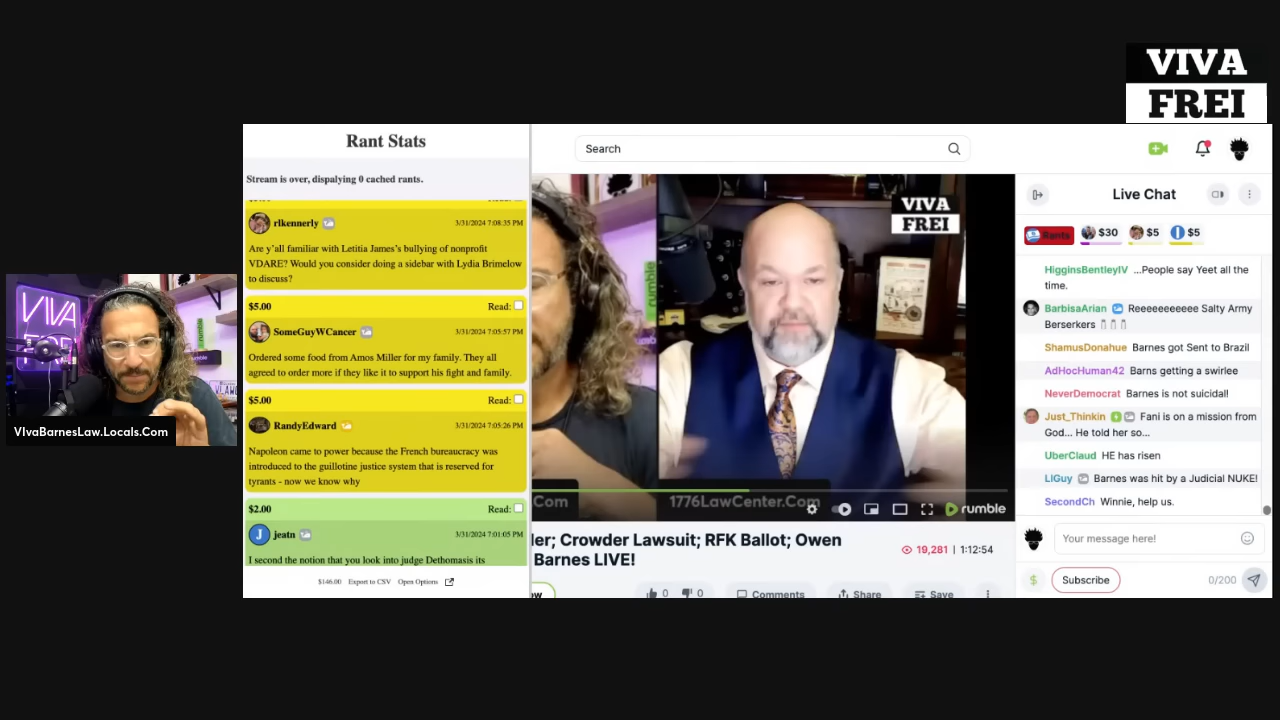 VIVA
FREI
Rant Stats
Stream is over, dispalying 0 cached rants.
rlkennerly
3/31/2024 7:08:35 PM
Are y'all familiar with Letitia James's bullying of nonprofit
VDARE? Would you consider doing a sidebar with Lydia Brimelow
to discuss?
$5.00
Read:
SomeGuyWCancer
3/31/2024 7:05:57 PM
Ordered some food from Amos Miller for my family. They all
agreed to order more if they like it to support his fight and family.
$5.00
Read:
RandyEdward
3/31/2024 7:05:26 PM
Napoleon came to power because the French bureaucracy was
introduced to the guillotine justice system that is reserved for
tyrants - now we know why
$2.00
Read:
J
jeatn
3/31/2024 7:01:05 PM
I second the notion that you look into judge Dethomasis its
$146.00 Export to CSV Open Options
VIVA
rumble
VIvaBarnesLaw.Locals.Com
Search
VIVA
FREI
rumble
Com
1776LawCenter.Com
rumble
ler; Crowder Lawsuit; RFK Ballot; Owen
Barnes LIVE!
19,281 | 1:12:54
ow
0
0
Comments
Share
Save
Live Chat
Rants
$30
$5
$5
HigginsBentleyIV ...People say Yeet all the
time.
BarbisaArian Reeeeeeeeeee Salty Army
Berserkers
ShamusDonahue Barnes got Sent to Brazil
AdHocHuman42 Barns getting a swirlee
NeverDemocrat Barnes is not suicidal!
Just_Thinkin Fani is on a mission from
God... He told her so...
UberClaud HE has risen
LIGuy Barnes was hit by a Judicial NUKE!
SecondCh Winnie, help us.
Your message here!
$
Subscribe
0/200